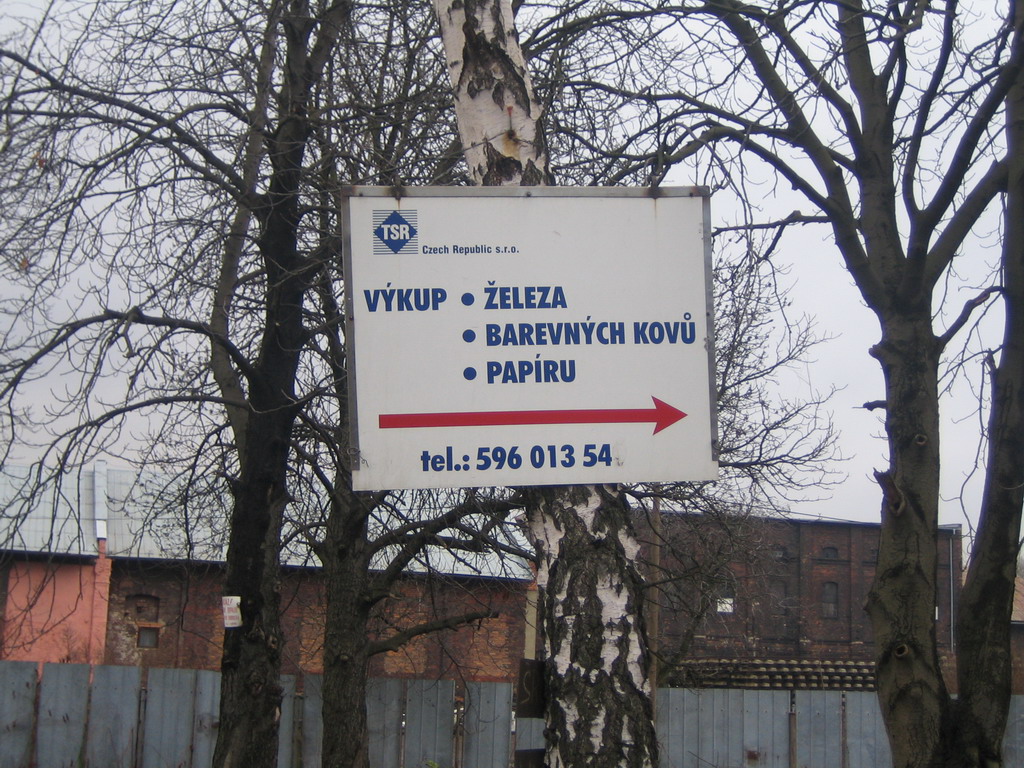 TSR
Czech Republic s.r.o.
VÝKUP • ŽELEZA
• BAREVNÝCH KOVŮ
• PAPÍRU
tel.: 596 013 54